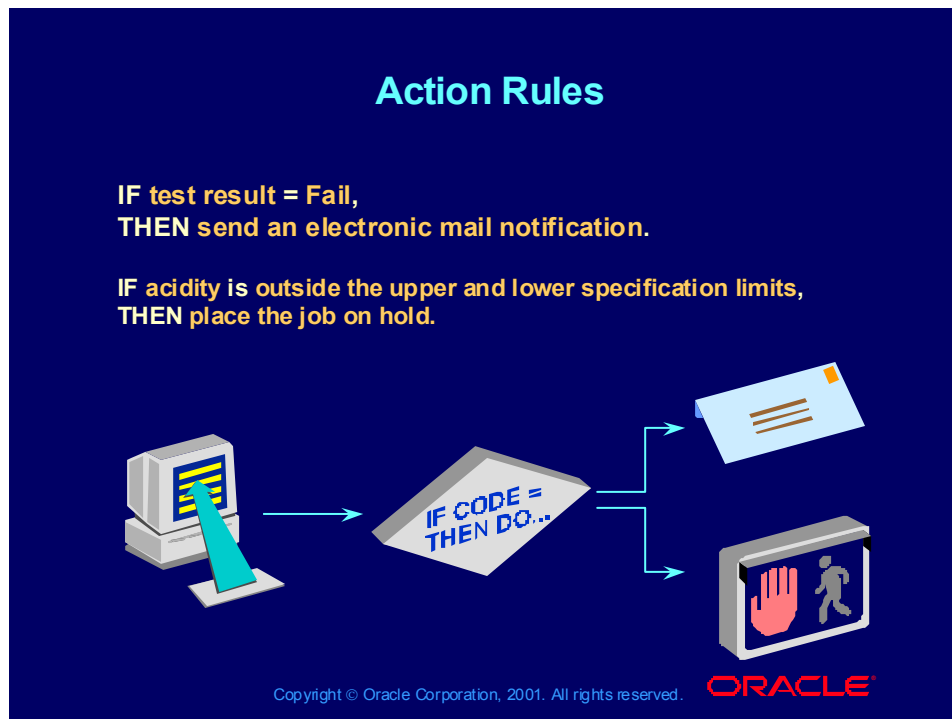 Action Rules
IF test result = Fail,
THEN send an electronic mail notification.
IF acidity is outside the upper and lower specification limits,
THEN place the job on hold.
IF CODE =
THEN DO...
Copyright © Oracle Corporation, 2001. All rights reserved.
ORACLE®